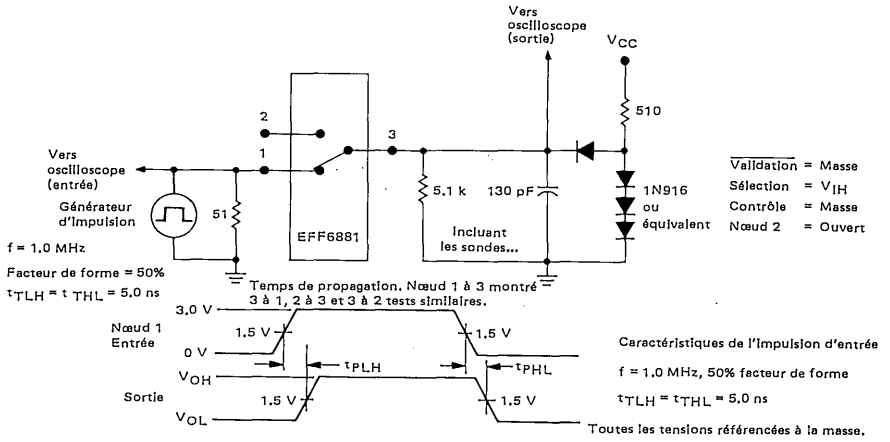 Vers
oscilloscope
(sortie)
VCC
510
2
1
3
Vers
oscilloscope
(entrée)
Générateur
d'impulsion
51
EFF6881
5.1 k
130 pF
Incluant
les sondes...
1N916
ou
équivalent
Validation = Masse
Sélection = VIH
Contrôle = Masse
Nœud 2 = Ouvert
f = 1.0 MHz
Facteur de forme = 50%
tTLH = t THL = 5.0 ns
Temps de propagation. Nœud 1 à 3 montré
3 à 1, 2 à 3 et 3 à 2 tests similaires.
3.0 V
Nœud 1
Entrée
1.5 V
1.5 V
0 V
tPLH
tPHL
VOH
Sortie
1.5 V
1.5 V
VOL
Caractéristiques de l'impulsion d'entrée
f = 1.0 MHz, 50% facteur de forme
tTLH = tTHL = 5.0 ns
Toutes les tensions référencées à la masse.